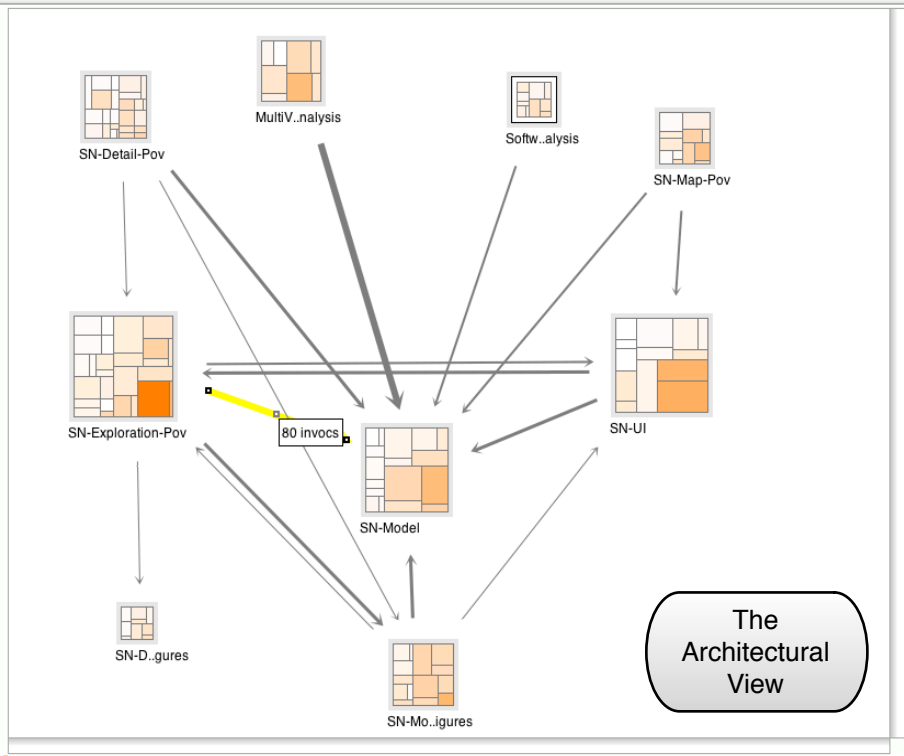 MultiV..nalysis
Softw..alysis
SN-Detail-Pov
SN-Map-Pov
SN-Exploration-Pov
80 invocs
SN-UI
SN-Model
SN-D..gures
SN-Mo..igures
The
Architectural
View